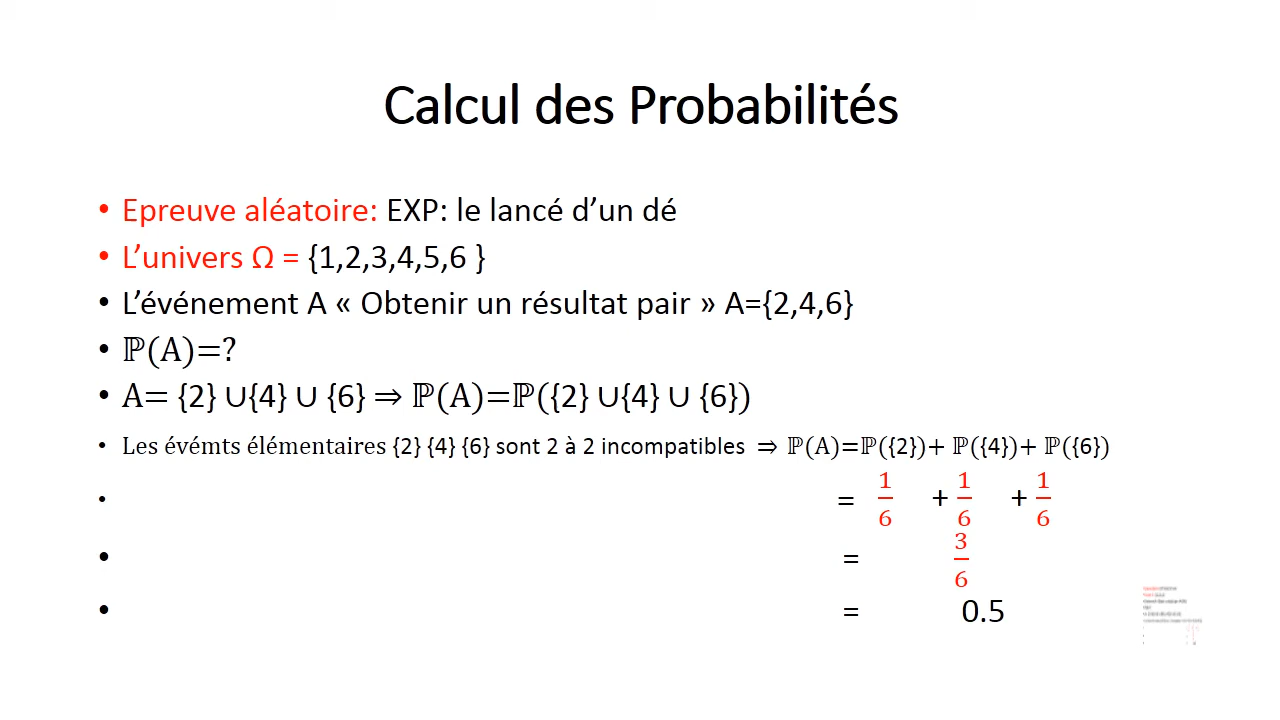 Calcul des Probabilités
• Epreuve aléatoire: EXP: le lancé d’un dé
• L’univers Ω = {1,2,3,4,5,6 }
• L’événement A « Obtenir un résultat pair » A={2,4,6}
• ℙ(A)=?
• A= {2} ∪{4} ∪ {6} ⇒ ℙ(A)=ℙ({2} ∪{4} ∪ {6})
• Les évémts élémentaires {2} {4} {6} sont 2 à 2 incompatibles ⇒ ℙ(A)=ℙ({2})+ ℙ({4})+ ℙ({6})
• = 1/6 + 1/6 + 1/6
• = 3/6
• = 0.5